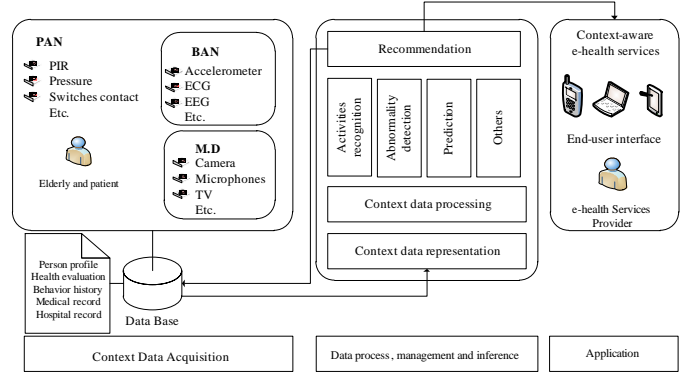 PAN
PIR
Pressure
Switches contact
Etc.
Elderly and patient
BAN
Accelerometer
ECG
EEG
Etc.
M.D
Camera
Microphones
TV
Etc.
Person profile
Health evaluation
Behavior history
Medical record
Hospital record
Data Base
Context Data Acquisition
Recommendation
Activities
recognition
Abnormality
detection
Prediction
Others
Context data processing
Context data representation
Data process, management and inference
Context-aware
e-health services
End-user interface
e-health Services
Provider
Application